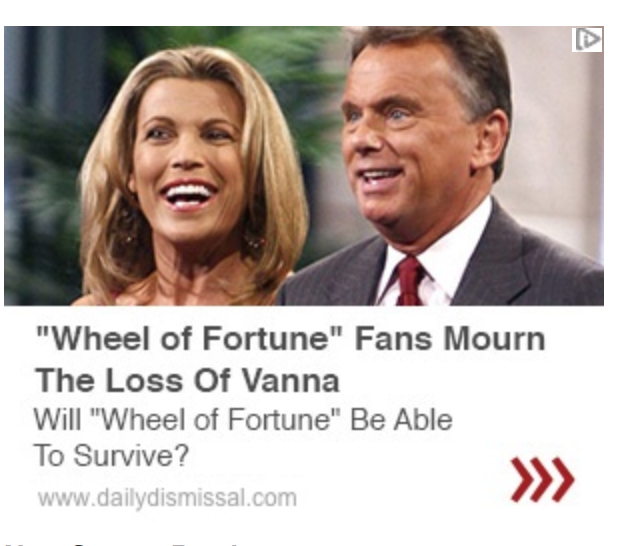 "Wheel of Fortune" Fans Mourn
The Loss Of Vanna
Will "Wheel of Fortune" Be Able
To Survive?
www.dailydismissal.com